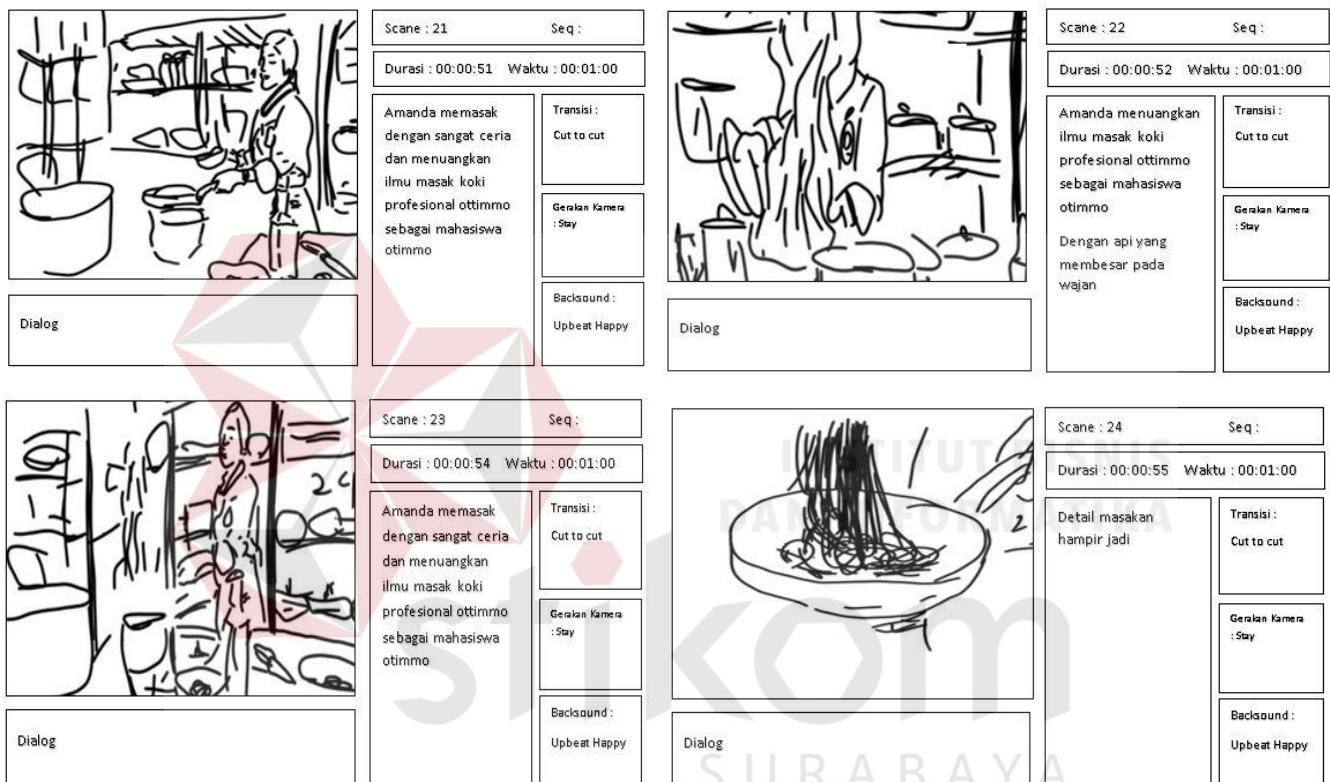 Scane : 21 Seq :
Durasi : 00:00:51 Waktu : 00:01:00
Amanda memasak
dengan sangat ceria
dan menuangkan
ilmu masak koki
profesional ottimmo
sebagai mahasiswa
otimmo
Transisi :
Cut to cut
Gerakan Kamera
: Stay
Backsound :
Upbeat Happy
Dialog
Scane : 22 Seq :
Durasi : 00:00:52 Waktu : 00:01:00
Amanda menuangkan
ilmu masak koki
profesional ottimmo
sebagai mahasiswa
otimmo
Dengan api yang
membesar pada
wajan
Transisi :
Cut to cut
Gerakan Kamera
: Stay
Backsound :
Upbeat Happy
Dialog
Scane : 23 Seq :
Durasi : 00:00:54 Waktu : 00:01:00
Amanda memasak
dengan sangat ceria
dan menuangkan
ilmu masak koki
profesional ottimmo
sebagai mahasiswa
otimmo
Transisi :
Cut to cut
Gerakan Kamera
: Stay
Backsound :
Upbeat Happy
Dialog
Scane : 24 Seq :
Durasi : 00:00:55 Waktu : 00:01:00
Detail masakan
hampir jadi
Transisi :
Cut to cut
Gerakan Kamera
: Stay
Backsound :
Upbeat Happy
Dialog
INSTITUT BISNIS
DAN INFORMATIKA
stikom
SURABAYA